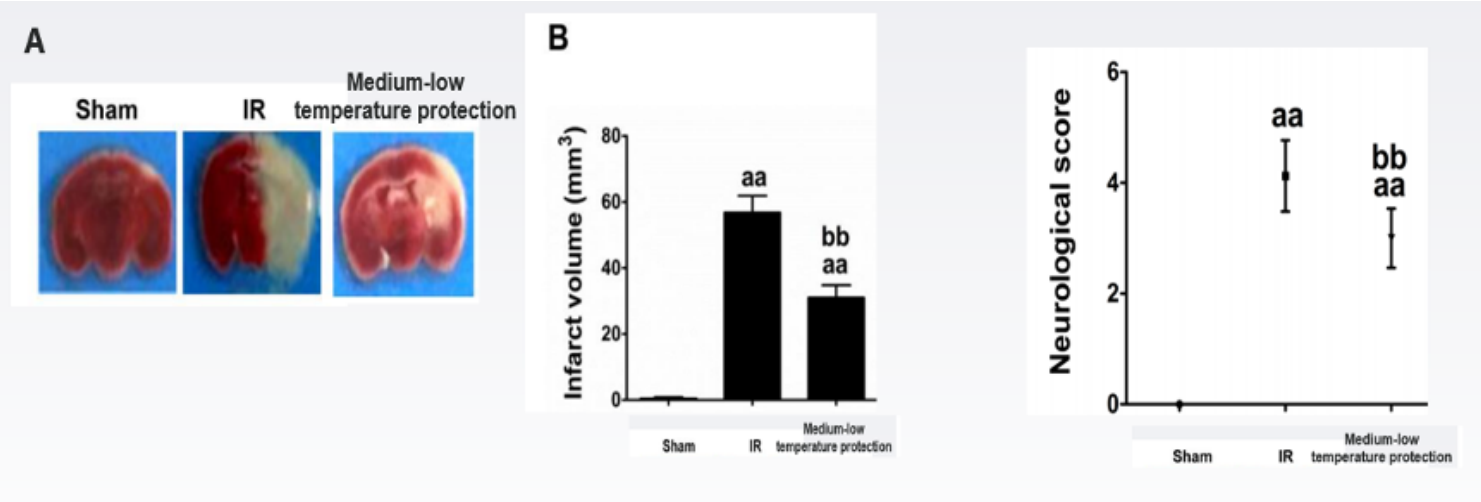 A
Sham
IR
Medium-low
temperature protection
B
Infarct volume (mm3)
80
60
40
20
0
aa
bb
aa
Sham
IR
Medium-low
temperature protection
Neurological score
6
4
2
0
aa
bb
aa
Sham
IR
Medium-low
temperature protection